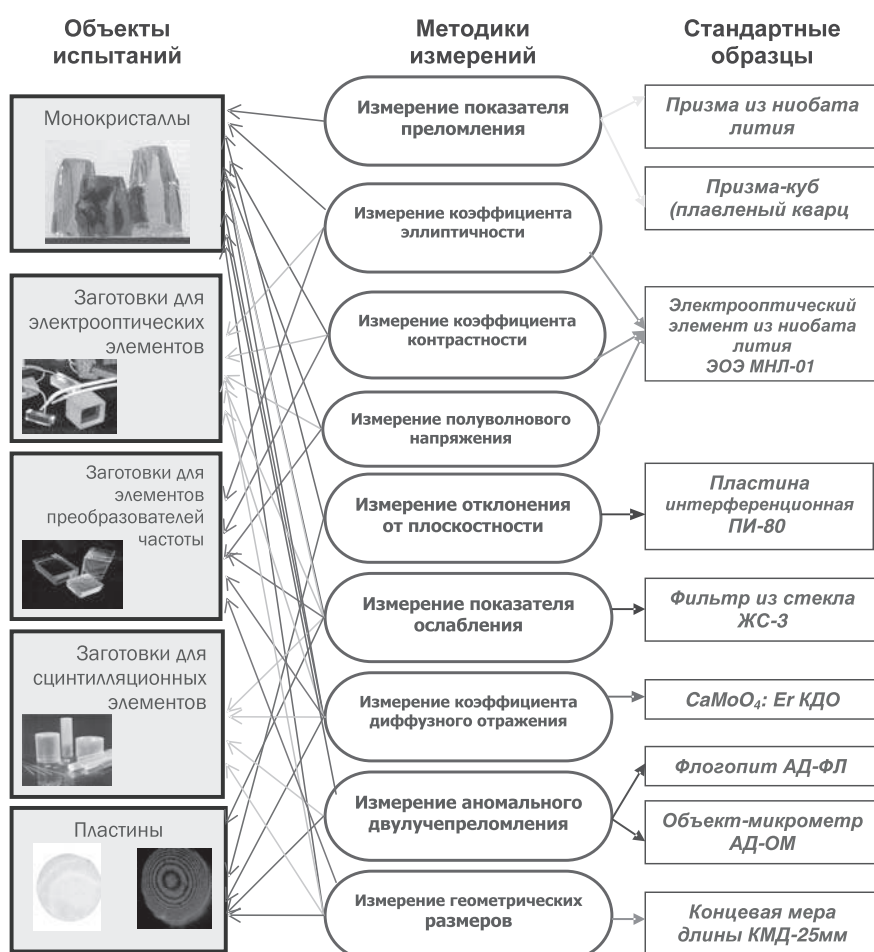 Объекты
испытаний
Методики
измерений
Стандартные
образцы
Монокристаллы
Заготовки для
электрооптических
элементов
Заготовки для
элементов
преобразователей
частоты
Заготовки для
сцинтилляционных
элементов
Пластины
Измерение показателя
преломления
Измерение коэффициента
эллиптичности
Измерение коэффициента
контрастности
Измерение полуволнового
напряжения
Измерение отклонения
от плоскостности
Измерение показателя
ослабления
Измерение коэффициента
диффузного отражения
Измерение аномального
двулучепреломления
Измерение геометрических
размеров
Призма из ниобата
лития
Призма-куб
(плавленый кварц
Электрооптический
элемент из ниобата
лития
ЭОЭ МНЛ-01
Пластина
интерференционная
ПИ-80
Фильтр из стекла
ЖС-3
CaMoO₄: Er КДО
Флогопит АД-ФЛ
Объект-микрометр
АД-ОМ
Концевая мера
длины КМД-25мм